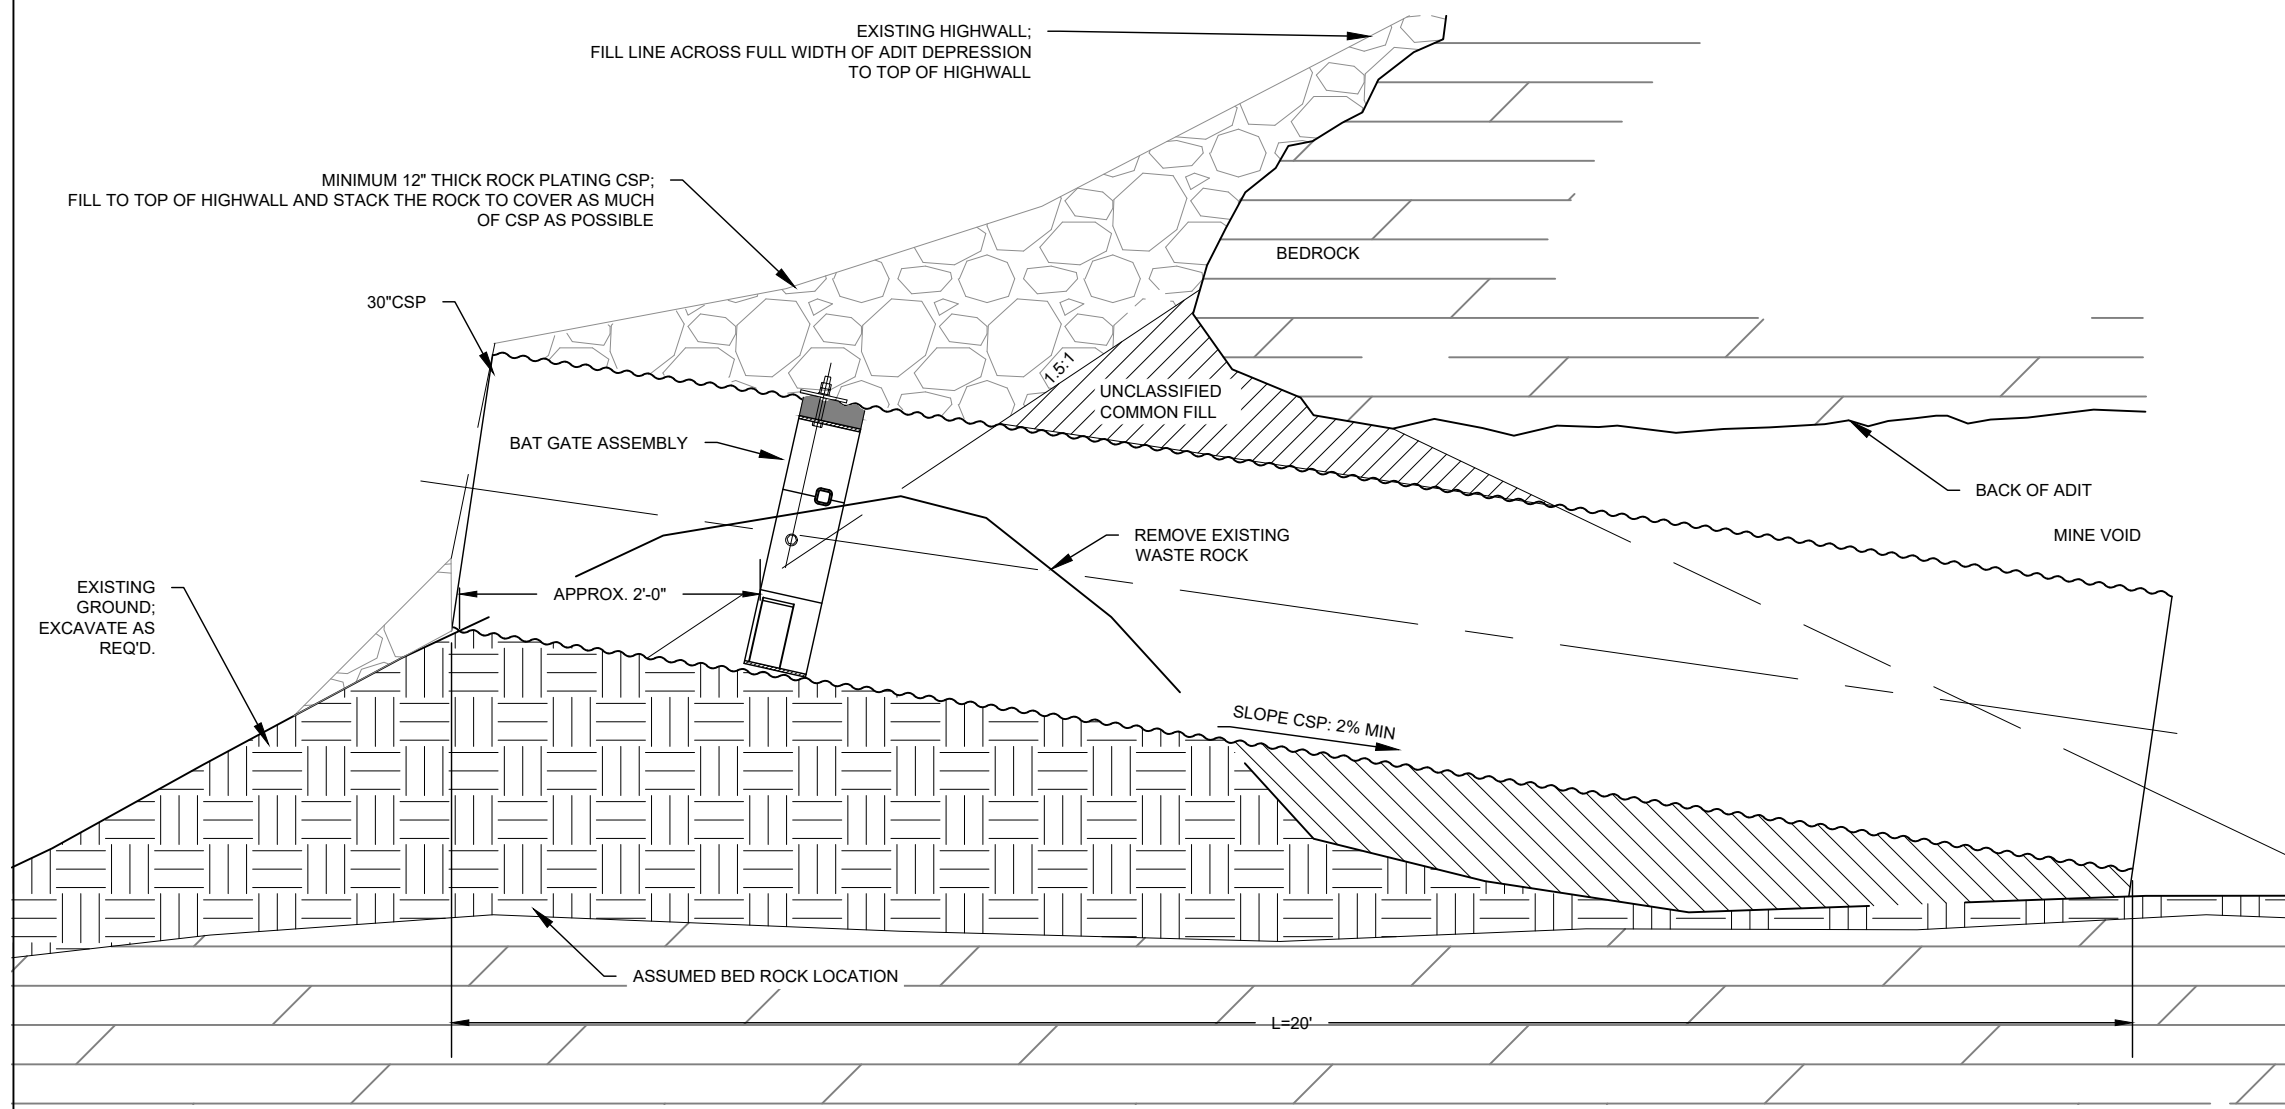 EXISTING HIGHWALL;
FILL LINE ACROSS FULL WIDTH OF ADIT DEPRESSION
TO TOP OF HIGHWALL
MINIMUM 12" THICK ROCK PLATING CSP;
FILL TO TOP OF HIGHWALL AND STACK THE ROCK TO COVER AS MUCH
OF CSP AS POSSIBLE
BEDROCK
30"CSP
1.5:1
UNCLASSIFIED
COMMON FILL
BAT GATE ASSEMBLY
BACK OF ADIT
REMOVE EXISTING
WASTE ROCK
MINE VOID
EXISTING
GROUND;
EXCAVATE AS
REQ'D.
APPROX. 2'-0"
SLOPE CSP: 2% MIN
ASSUMED BED ROCK LOCATION
L=20'